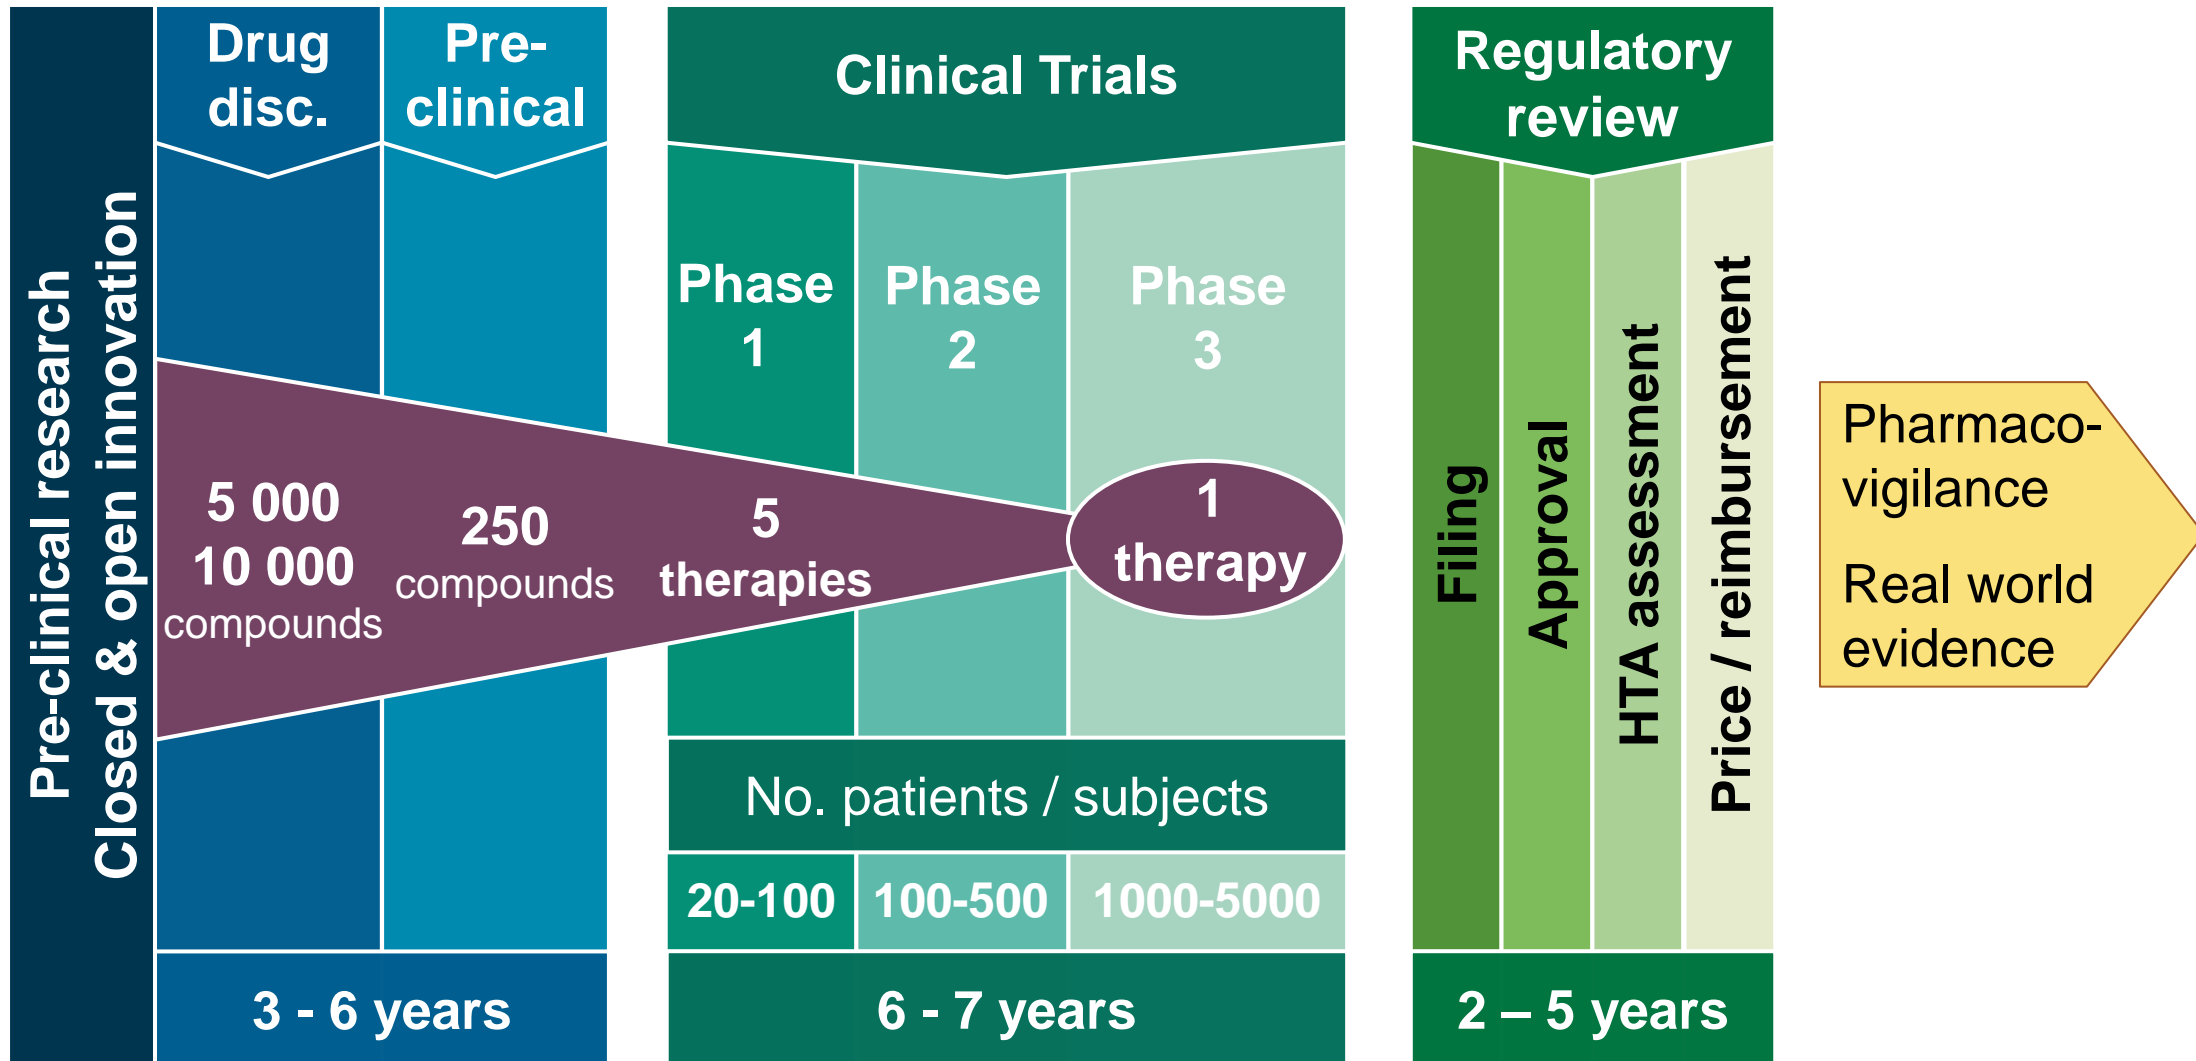 Pre-clinical research
Closed & open innovation
Drug
disc.
Pre-
clinical
5 000
10 000
compounds
250
compounds
3 - 6 years
Clinical Trials
Phase
1
Phase
2
Phase
3
5
therapies
1
therapy
No. patients / subjects
20-100
100-500
1000-5000
6 - 7 years
Regulatory
review
Filing
Approval
HTA assessment
Price / reimbursement
2 – 5 years
Pharmaco-
vigilance
Real world
evidence